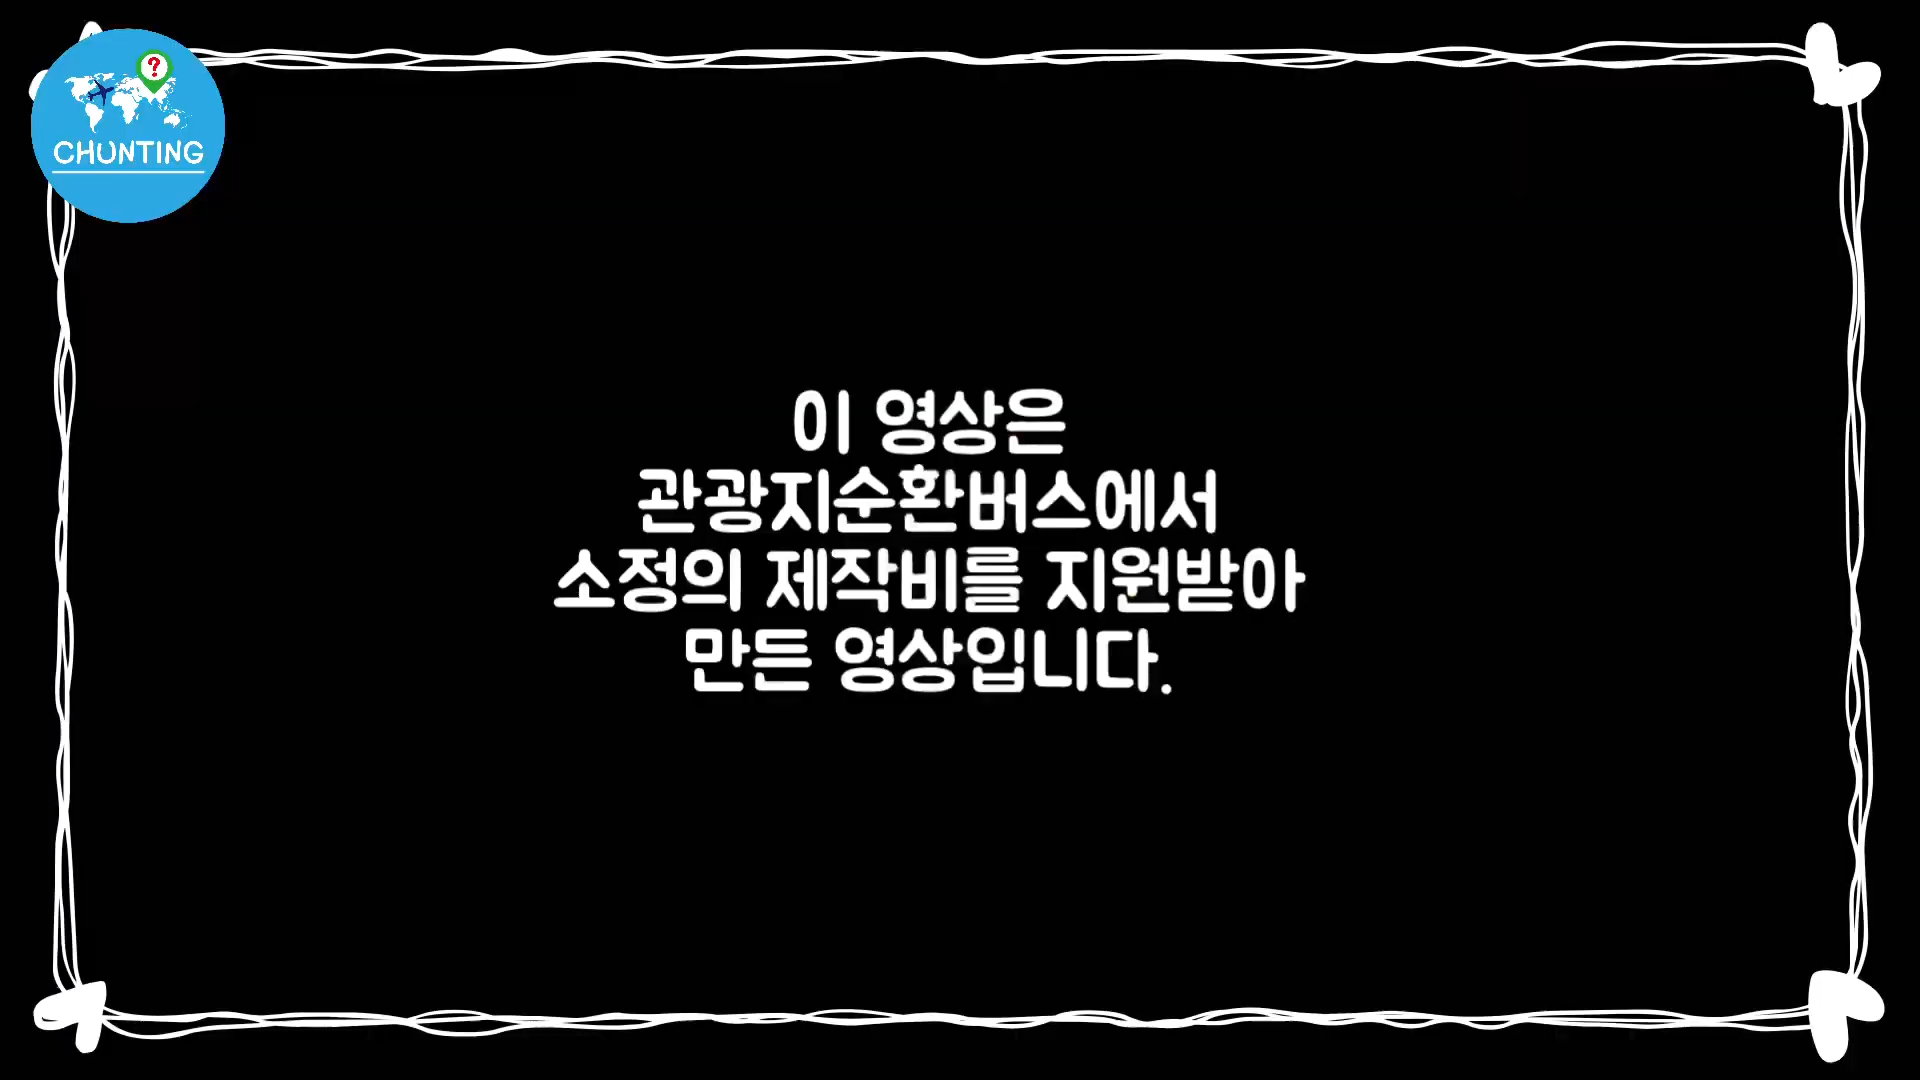 ?
CHUNTING
이 영상은
관광지순환버스에서
소정의 제작비를 지원받아
만든 영상입니다.